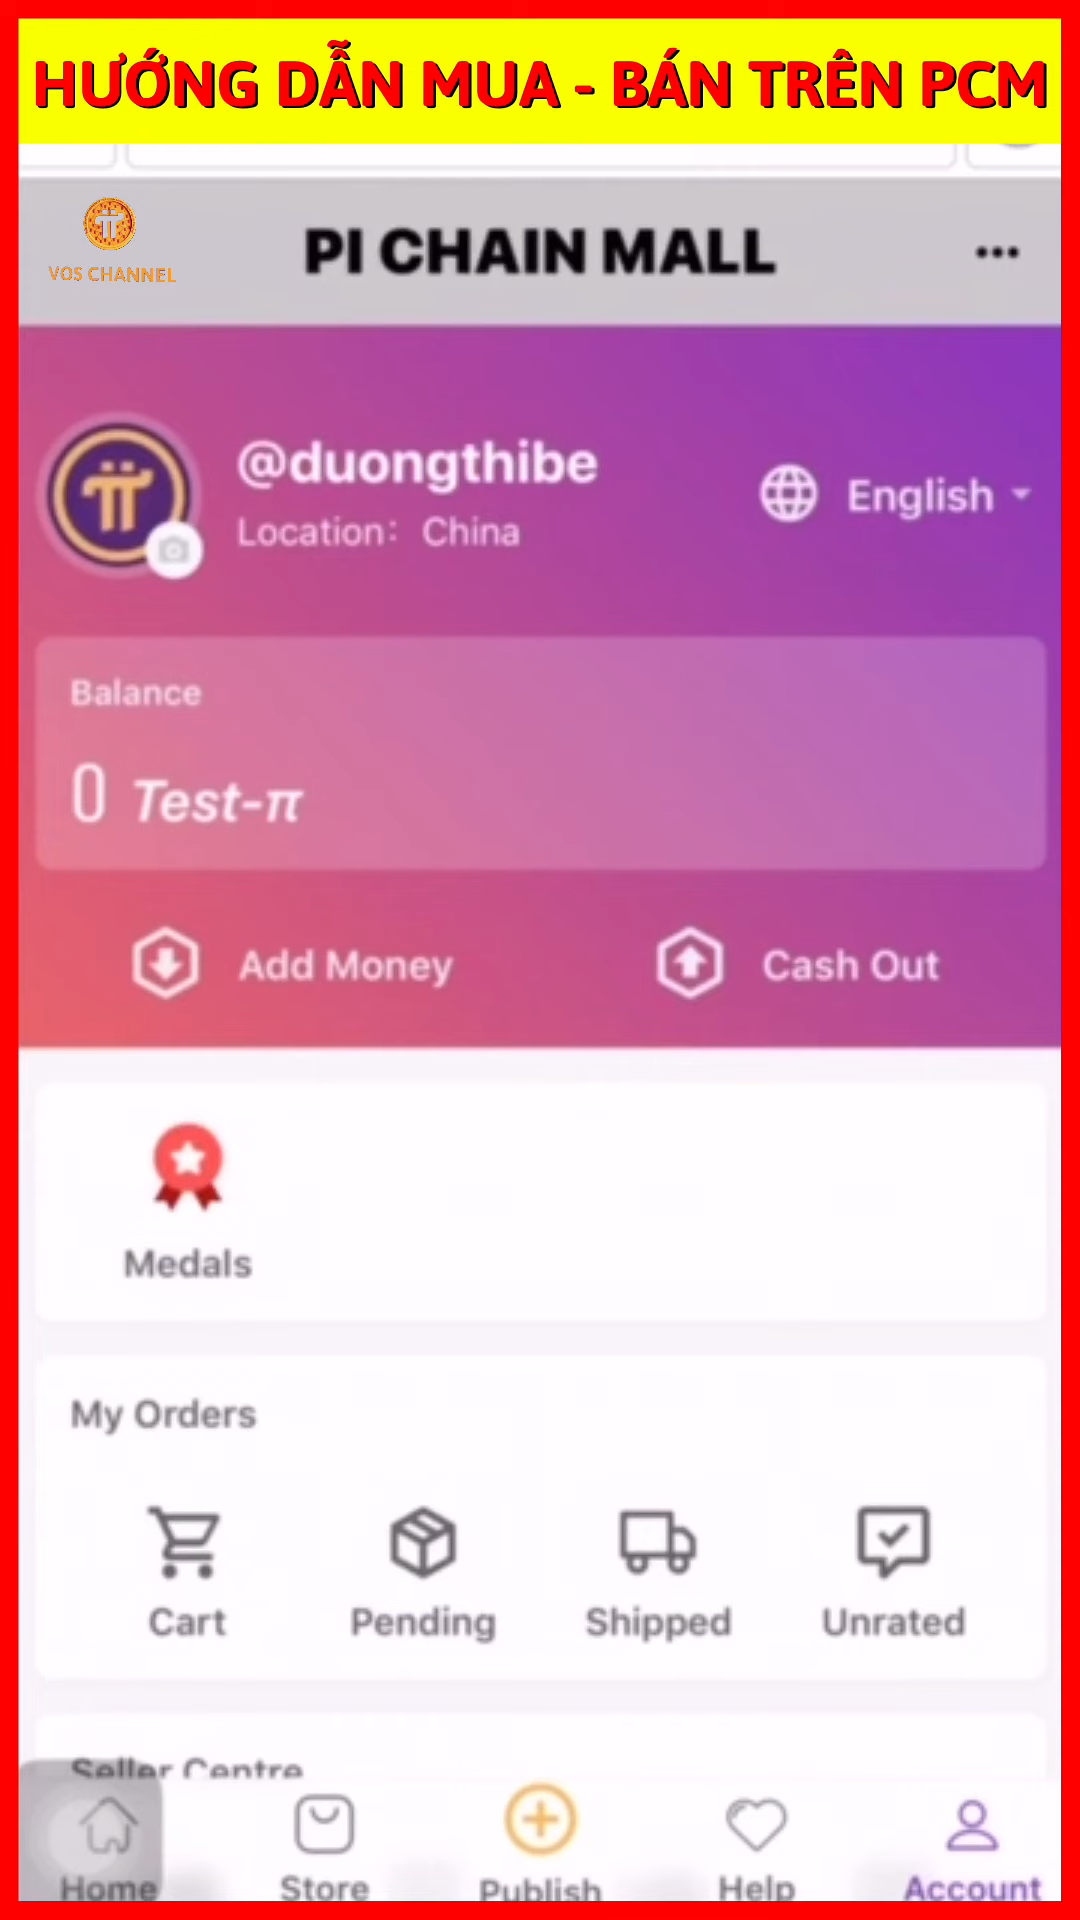 HƯỚNG DẪN MUA - BÁN TRÊN PCM
VOS CHANNEL
PI CHAIN MALL
@duongthibe
Location: China
English
Balance
0 Test-π
Add Money
Cash Out
Medals
My Orders
Cart
Pending
Shipped
Unrated
Seller Centre
Home
Store
Publish
Help
Account